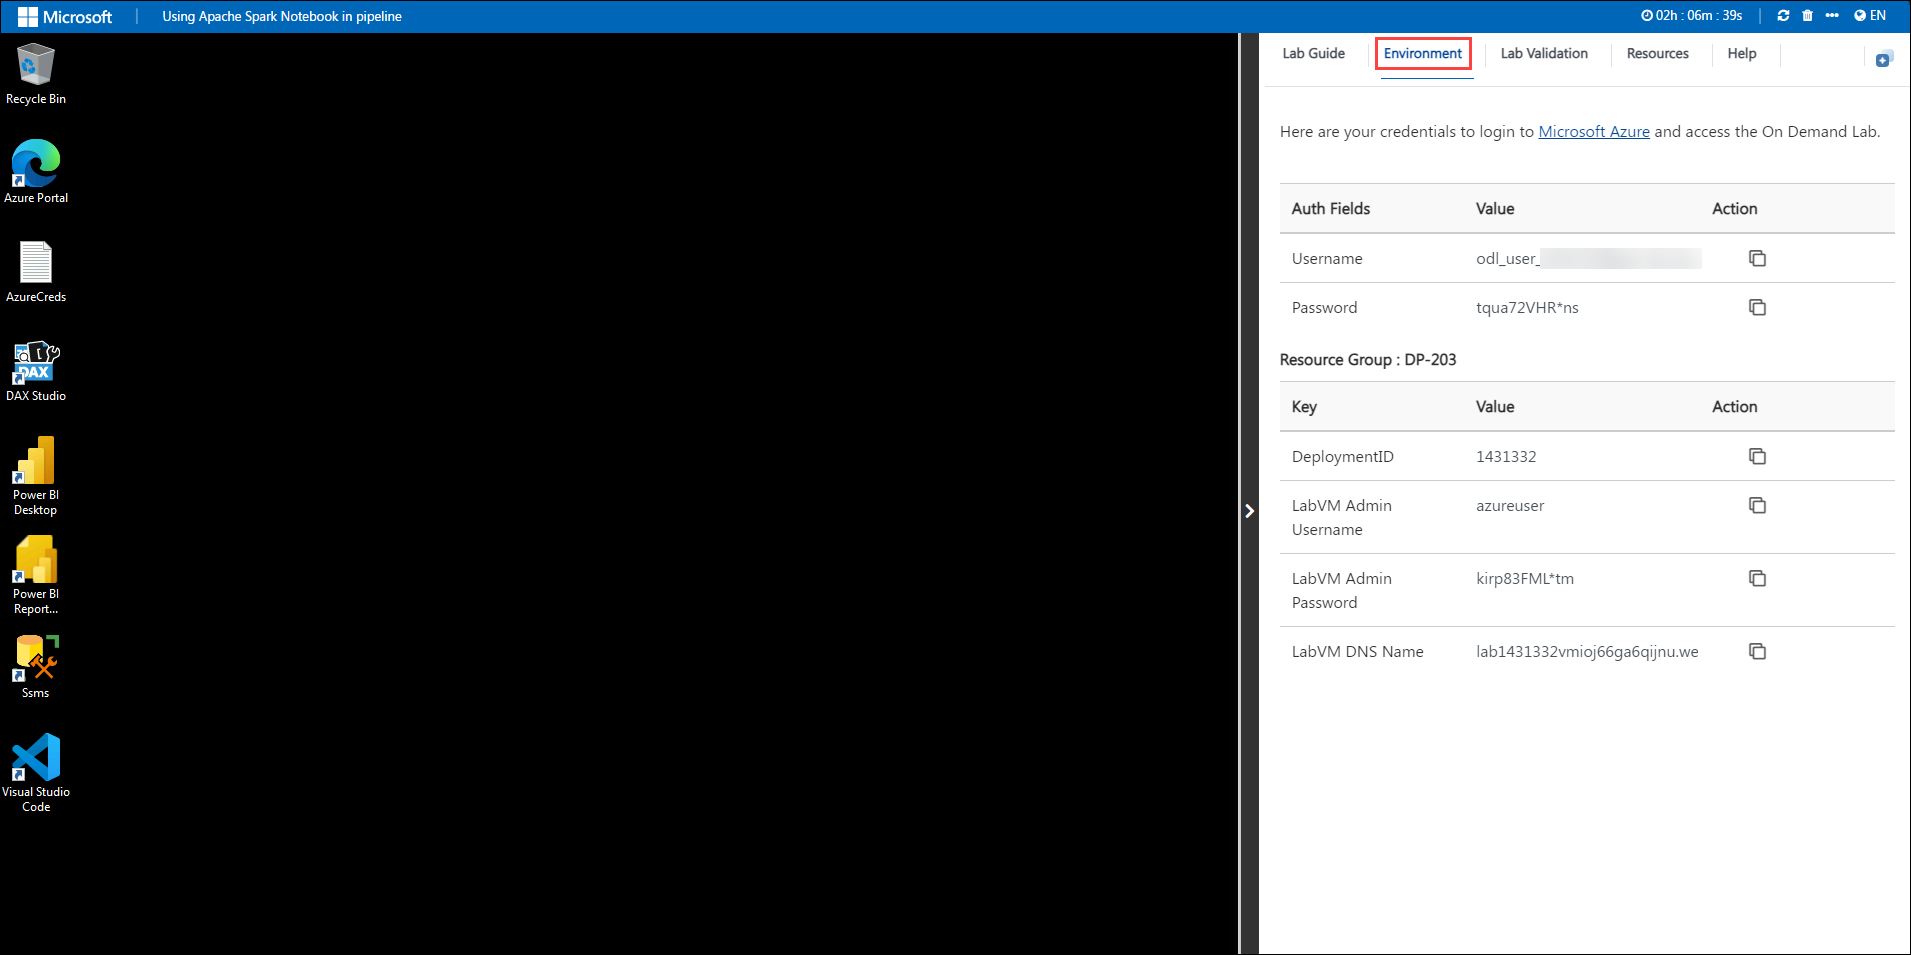 Microsoft
Using Apache Spark Notebook in pipeline
02h : 06m : 39s
EN
Recycle Bin
Azure Portal
AzureCreds
DAX
DAX Studio
Power BI
Desktop
Power BI
Report...
Ssms
Visual Studio
Code
Lab Guide
Environment
Lab Validation
Resources
Help
Here are your credentials to login to Microsoft Azure and access the On Demand Lab.
Auth Fields Value Action
Username odl_user_
Password tqua72VHR*ns
Resource Group : DP-203
Key Value Action
DeploymentID 1431332
LabVM Admin
Username
azureuser
LabVM Admin
Password
kirp83FML*tm
LabVM DNS Name lab1431332vmioj66ga6qijnu.we